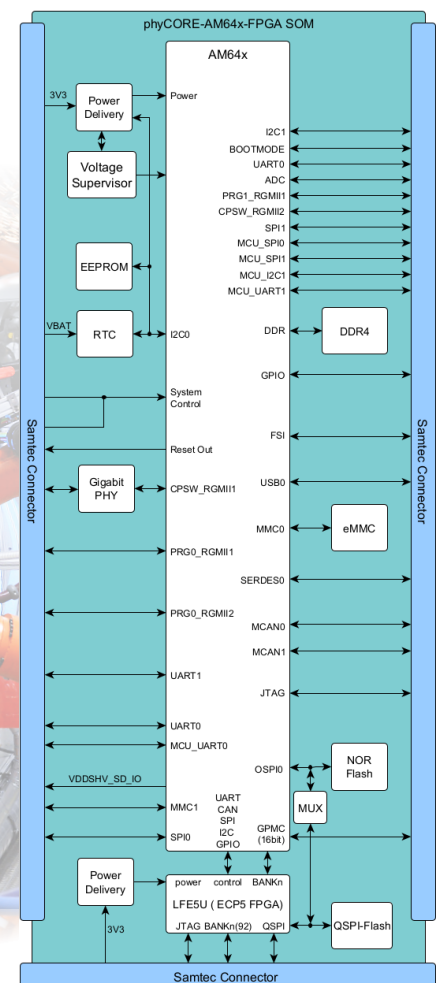 phyCORE-AM64x-FPGA SOM
AM64x
3V3
Power
Delivery
Power
Voltage
Supervisor
EEPROM
VBAT
RTC
I2C0
System
Control
Reset Out
Gigabit
PHY
CPSW_RGMII1
PRG0_RGMII1
PRG0_RGMII2
UART1
UART0
MCU_UART0
VDDSHV_SD_IO
MMC1
SPI0
I2C1
BOOTMODE
UART0
ADC
PRG1_RGMII1
CPSW_RGMII2
SPI1
MCU_SPI0
MCU_SPI1
MCU_I2C1
MCU_UART1
DDR
DDR4
GPIO
FSI
USB0
MMC0
eMMC
SERDES0
MCAN0
MCAN1
JTAG
OSPI0
NOR
Flash
MUX
UART
CAN
SPI
I2C
GPIO
GPMC
(16bit)
Samtec Connector
Samtec Connector
Power
Delivery
3V3
power control BANKn
LFE5U ( ECP5 FPGA)
JTAG BANKn(92) QSPI
QSPI-Flash
Samtec Connector